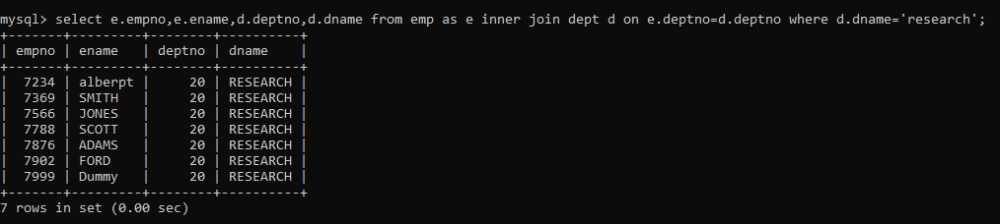 mysql> select e.empno,e.ename,d.deptno,d.dname from emp as e inner join dept d on e.deptno=d.deptno where d.dname='research';
+-------+---------+--------+----------+
| empno | ename   | deptno | dname    |
+-------+---------+--------+----------+
|  7234 | alberpt |     20 | RESEARCH |
|  7369 | SMITH   |     20 | RESEARCH |
|  7566 | JONES   |     20 | RESEARCH |
|  7788 | SCOTT   |     20 | RESEARCH |
|  7876 | ADAMS   |     20 | RESEARCH |
|  7902 | FORD    |     20 | RESEARCH |
|  7999 | Dummy   |     20 | RESEARCH |
+-------+---------+--------+----------+
7 rows in set (0.00 sec)